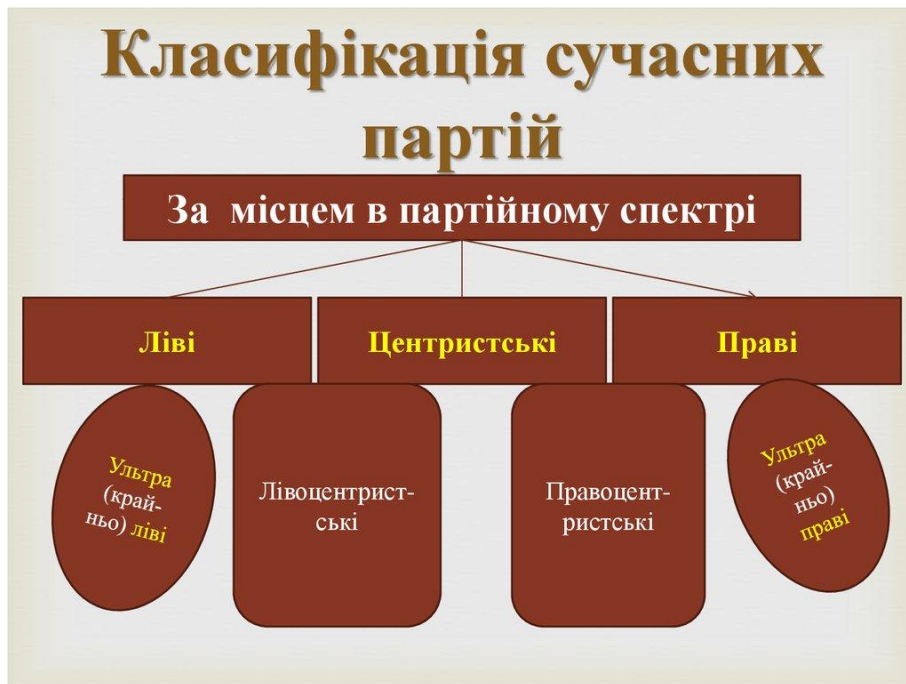 Класифікація сучасних
партій
За місцем в партійному спектрі
Ліві
Центристські
Праві
Ультра
(край-
ньо) ліві
Лівоцентрист-
ські
Правоцент-
ристські
Ультра
(край-
ньо)
праві